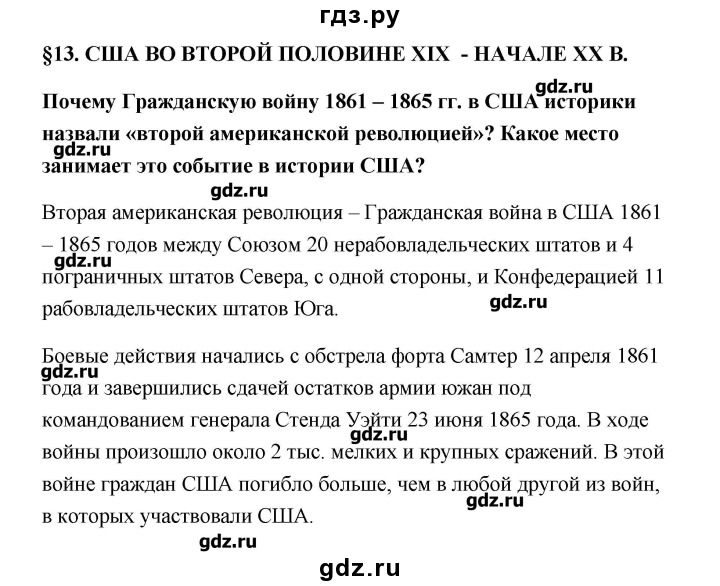 гдз.ру
§13. США ВО ВТОРОЙ ПОЛОВИНЕ XIX - НАЧАЛЕ XX В.
gdz.ru
Почему Гражданскую войну 1861 – 1865 гг. в США историки
назвали «второй американской революцией»? Какое место
gdz.ru
занимает это событие в истории США?
gdz.ru
Вторая американская революция – Гражданская война в США 1861
– 1865 годов между Союзом 20 нерабовладельческих штатов и 4
gdz.ru
пограничных штатов Севера, с одной стороны, и Конфедерацией 11
gdz.ru
рабовладельческих штатов Юга.
Боевые действия начались с обстрела форта Самтер 12 апреля 1861
gdz.ru
года и завершились сдачей остатков армии южан под
командованием генерала Стенда Уэйти 23 июня 1865 года. В ходе
gdz.ru
войны произошло около 2 тыс. мелких и крупных сражений. В этой
войне граждан США погибло больше, чем в любой другой из войн,
gdz.ru
в которых участвовали США.
gdz.ru
gdz.ru